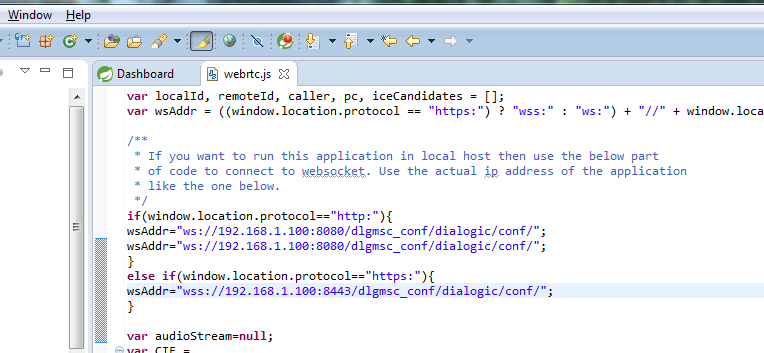 Window Help
Dashboard webrtc.js
var localId, remoteId, caller, pc, iceCandidates = [];
var wsAddr = ((window.location.protocol == "https:") ? "wss:" : "ws:") + "//" + window.loca
/**
* If you want to run this application in local host then use the below part
* of code to connect to websocket. Use the actual ip address of the application
* like the one below.
*/
if(window.location.protocol=="http:"){
wsAddr="ws://192.168.1.100:8080/dlgmsc_conf/dialogic/conf/";
wsAddr="ws://192.168.1.100:8080/dlgmsc_conf/dialogic/conf/";
}
else if(window.location.protocol=="https:"){
wsAddr="wss://192.168.1.100:8443/dlgmsc_conf/dialogic/conf/";
}
var audioStream=null;
var CIF =